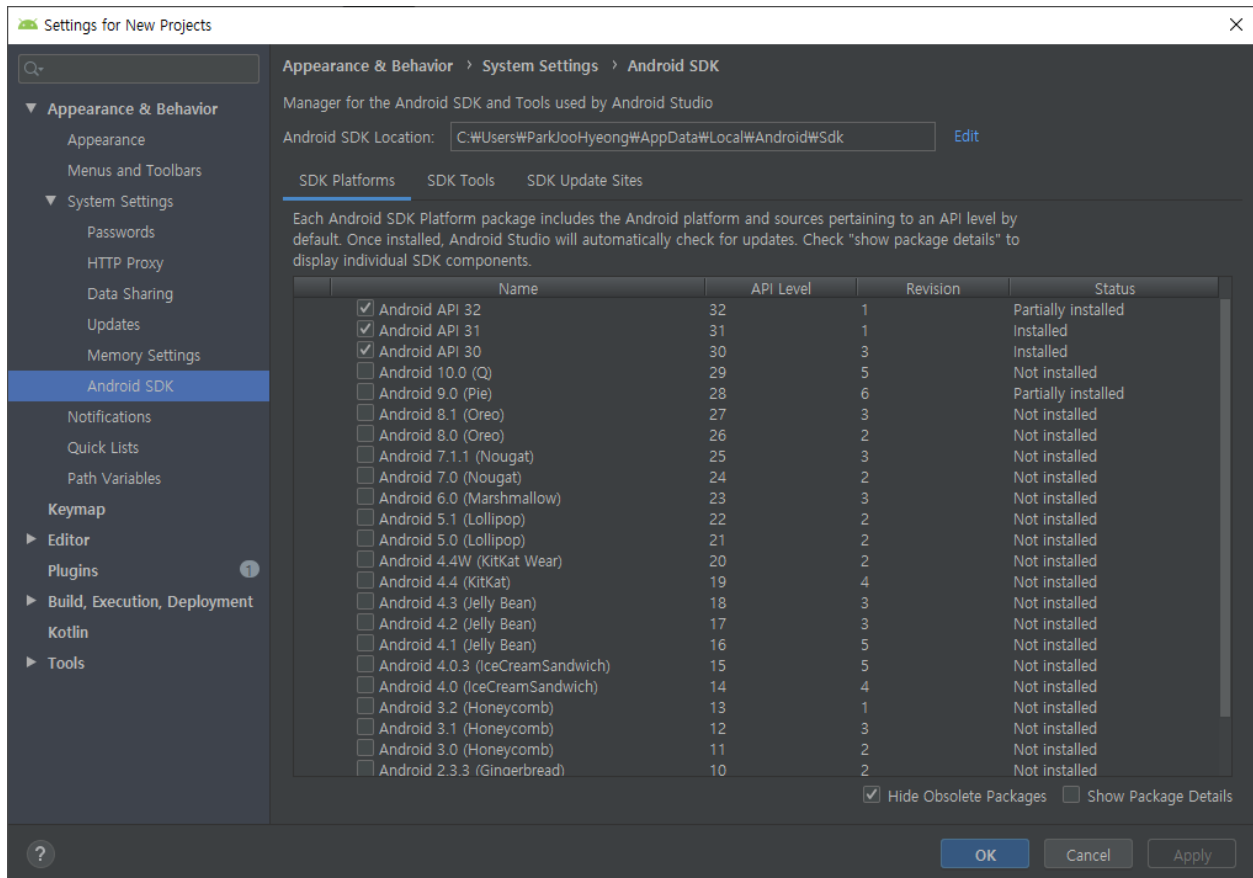 Settings for New Projects
Appearance & Behavior
Appearance
Menus and Toolbars
System Settings
Passwords
HTTP Proxy
Data Sharing
Updates
Memory Settings
Android SDK
Notifications
Quick Lists
Path Variables
Keymap
Editor
Plugins 1
Build, Execution, Deployment
Kotlin
Tools
Appearance & Behavior > System Settings > Android SDK
Manager for the Android SDK and Tools used by Android Studio
Android SDK Location: C:₩Users₩ParkJooHyeong₩AppData₩Local₩Android₩Sdk Edit
SDK Platforms SDK Tools SDK Update Sites
Each Android SDK Platform package includes the Android platform and sources pertaining to an API level by
default. Once installed, Android Studio will automatically check for updates. Check "show package details" to
display individual SDK components.
Name API Level Revision Status
Android API 32 32 1 Partially installed
Android API 31 31 1 Installed
Android API 30 30 3 Installed
Android 10.0 (Q) 29 5 Not installed
Android 9.0 (Pie) 28 6 Partially installed
Android 8.1 (Oreo) 27 3 Not installed
Android 8.0 (Oreo) 26 2 Not installed
Android 7.1.1 (Nougat) 25 3 Not installed
Android 7.0 (Nougat) 24 2 Not installed
Android 6.0 (Marshmallow) 23 3 Not installed
Android 5.1 (Lollipop) 22 2 Not installed
Android 5.0 (Lollipop) 21 2 Not installed
Android 4.4W (KitKat Wear) 20 2 Not installed
Android 4.4 (KitKat) 19 4 Not installed
Android 4.3 (Jelly Bean) 18 3 Not installed
Android 4.2 (Jelly Bean) 17 3 Not installed
Android 4.1 (Jelly Bean) 16 5 Not installed
Android 4.0.3 (IceCreamSandwich) 15 5 Not installed
Android 4.0 (IceCreamSandwich) 14 4 Not installed
Android 3.2 (Honeycomb) 13 1 Not installed
Android 3.1 (Honeycomb) 12 3 Not installed
Android 3.0 (Honeycomb) 11 2 Not installed
Android 2.3.3 (Gingerbread) 10 2 Not installed
Hide Obsolete Packages Show Package Details
? OK Cancel Apply